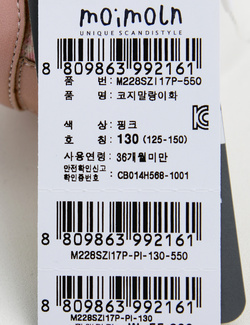 moimoln
UNIQUE SCANDISTYLE
8 809863 992161
품 번: M228SZI17P-550
품 명: 코지말랑이화
색 상: 핑크
호 칭: 130 (125-150)
사용연령: 36개월미만
안전확인신고
확인증번호: CB014H568-1001
8 809863 992161
M228SZI17P-PI-130-550
8 809863 992161
M228SZI17P-PI-130